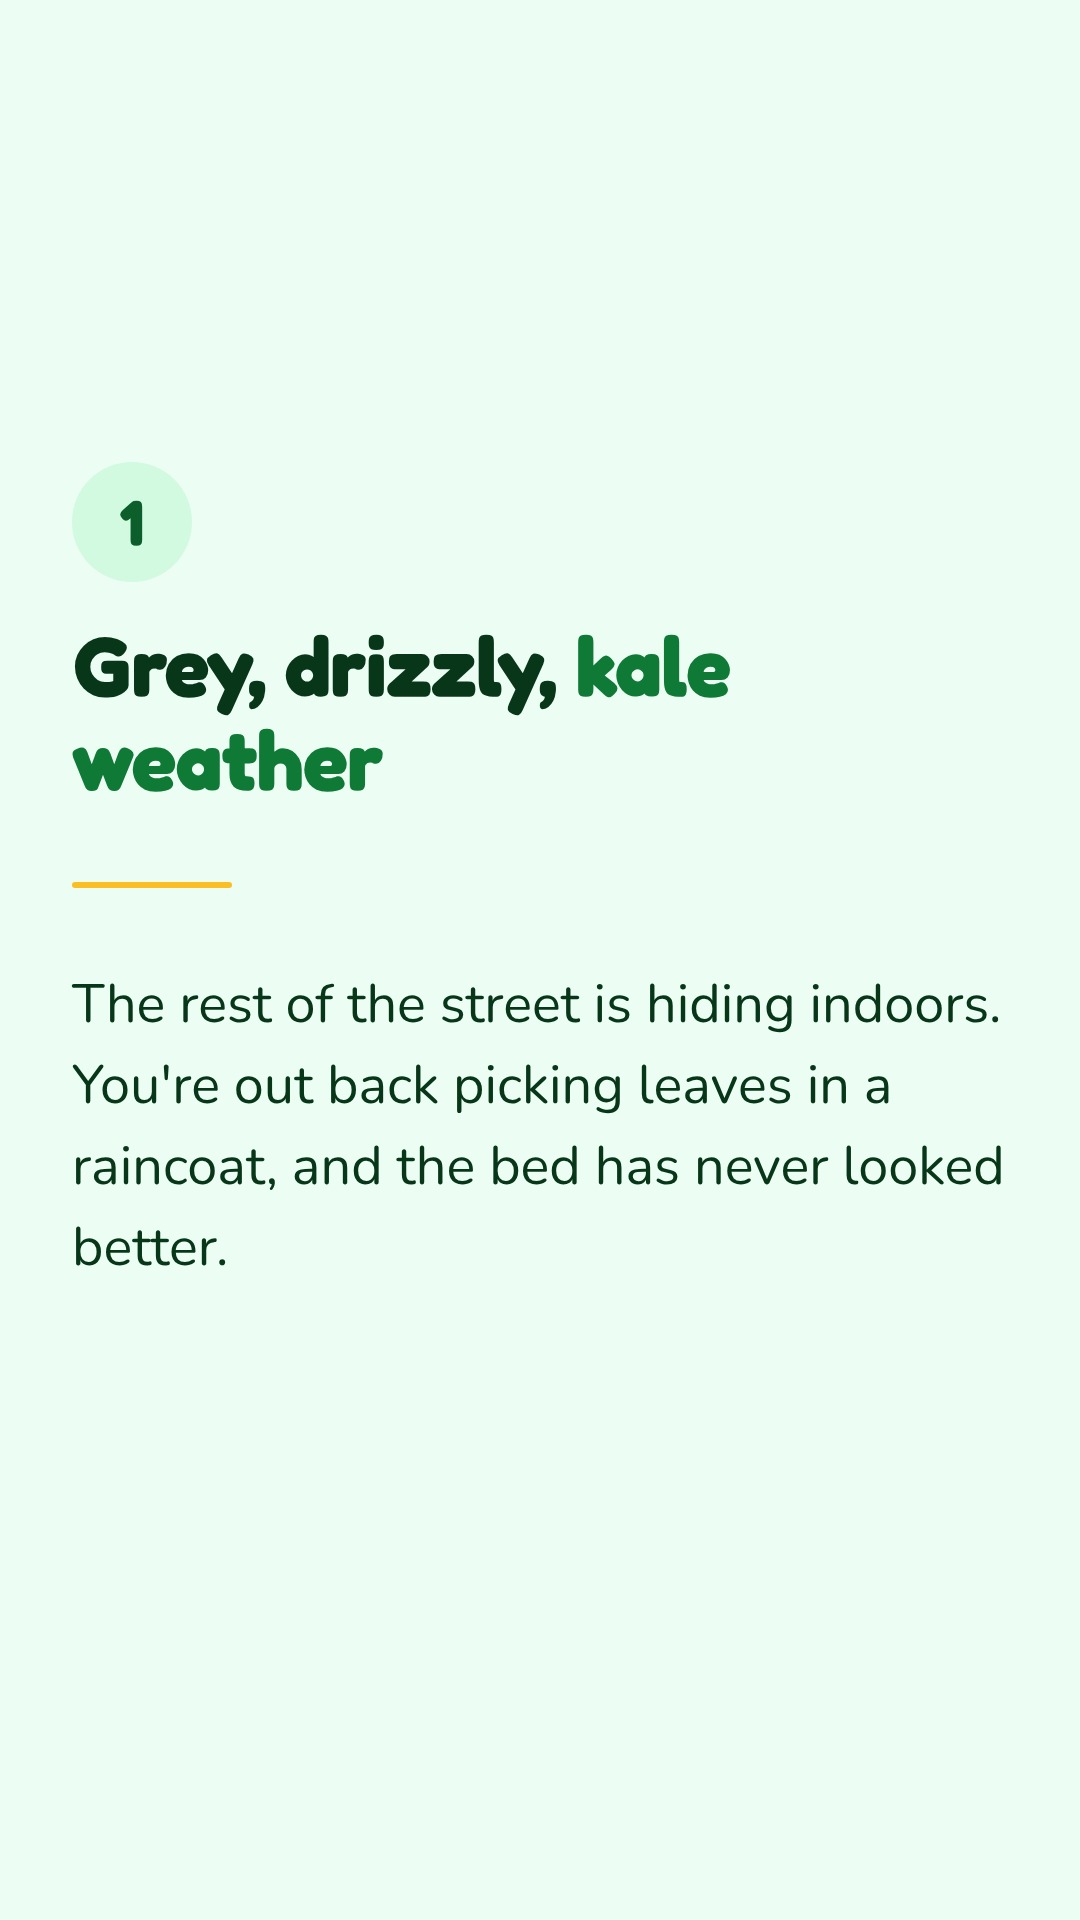 1
Grey, drizzly, kale
weather
The rest of the street is hiding indoors.
You're out back picking leaves in a
raincoat, and the bed has never looked
better.